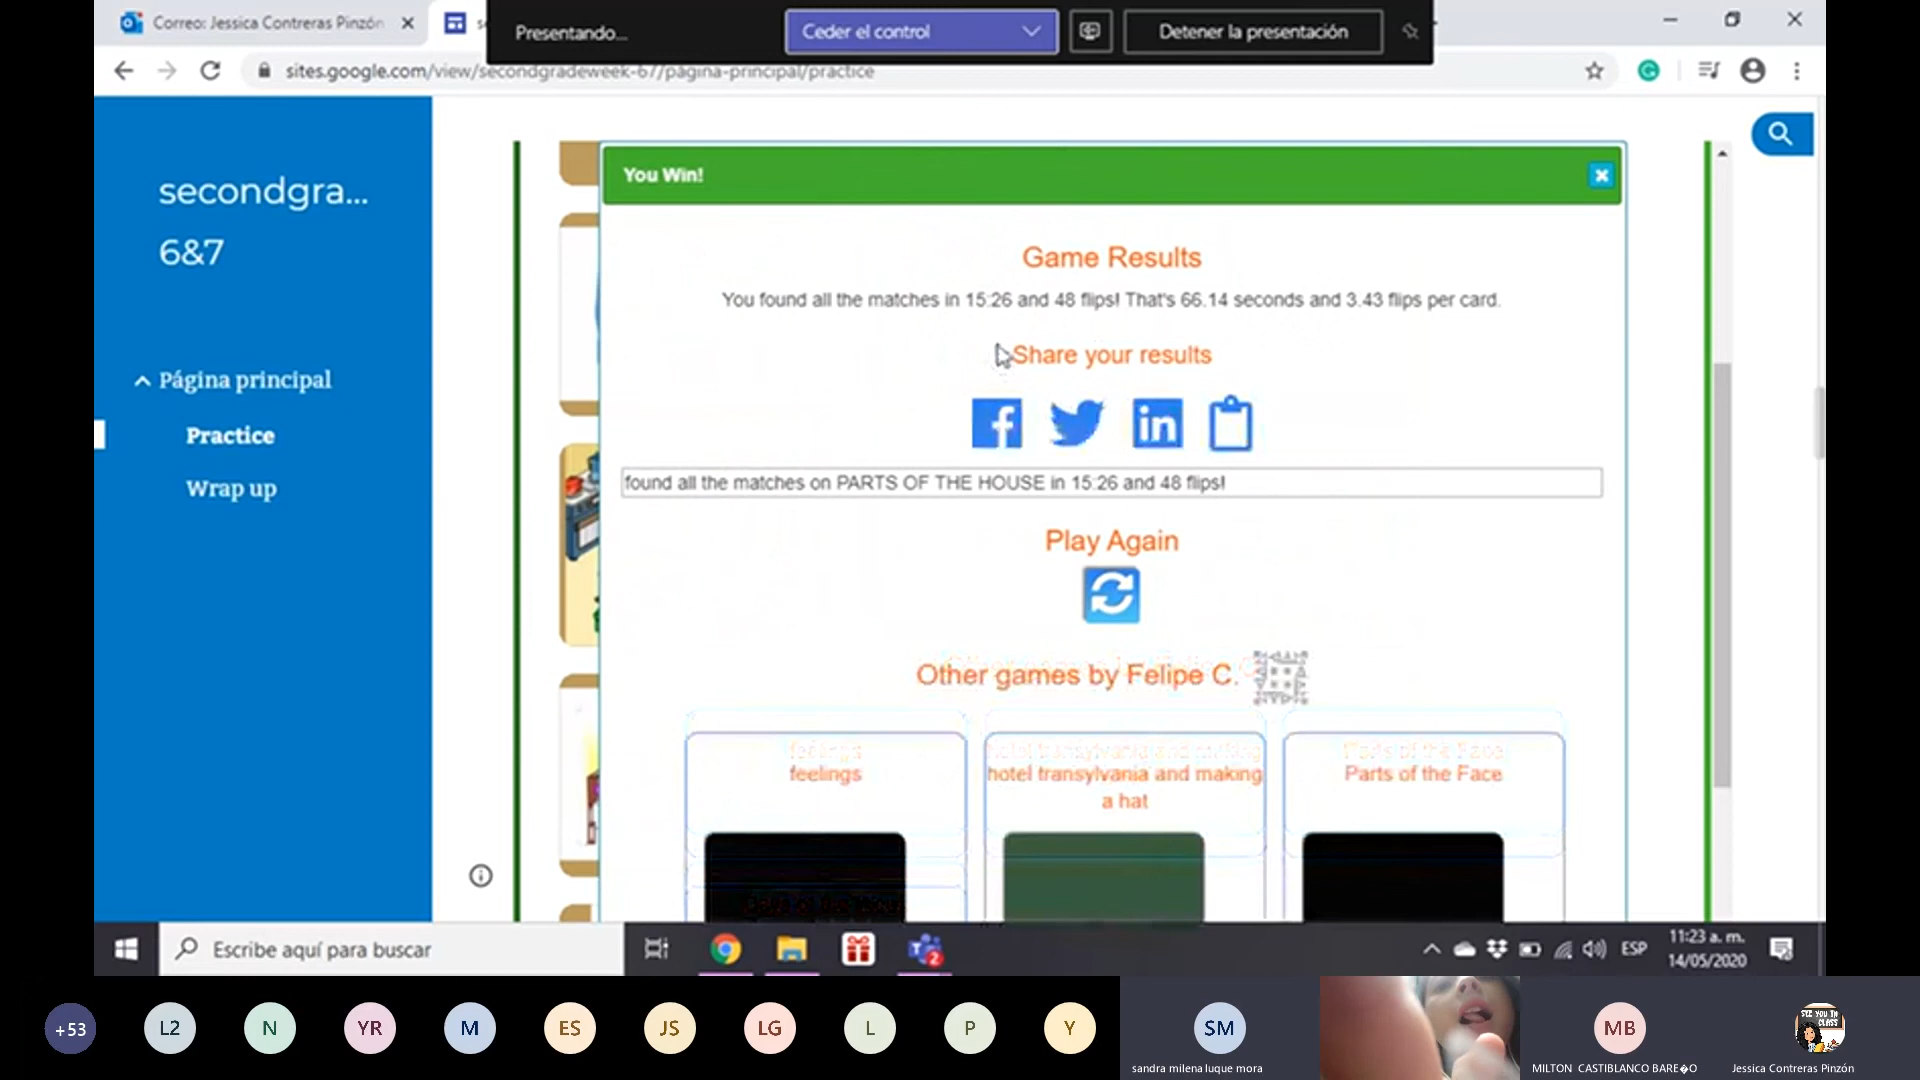 Correo: Jessica Contreras Pinzón
Presentando...
Ceder el control
Detener la presentación
sites.google.com/view/secondgradeweek-67/página-principal/practice
secondgra...
6&7
Página principal
Practice
Wrap up
You Win!
Game Results
You found all the matches in 15:26 and 48 flips! That's 66.14 seconds and 3.43 flips per card.
Share your results
found all the matches on PARTS OF THE HOUSE in 15:26 and 48 flips!
Play Again
Other games by Felipe C.
feelings
hotel transylvania and making
a hat
Parts of the Face
Escribe aquí para buscar
ESP
11:23 a. m.
14/05/2020
+53
L2
N
YR
M
ES
JS
LG
L
P
Y
SM
sandra milena luque mora
MB
MILTON CASTIBLANCO BARE�O
SEE YOU IN
CLASS
Jessica Contreras Pinzón